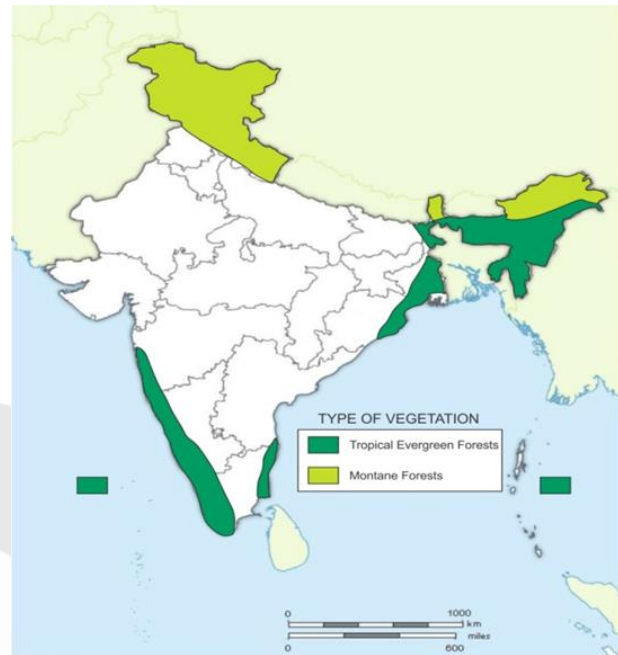 TYPE OF VEGETATION
Tropical Evergreen Forests
Montane Forests
0 1000
km
miles
0 600